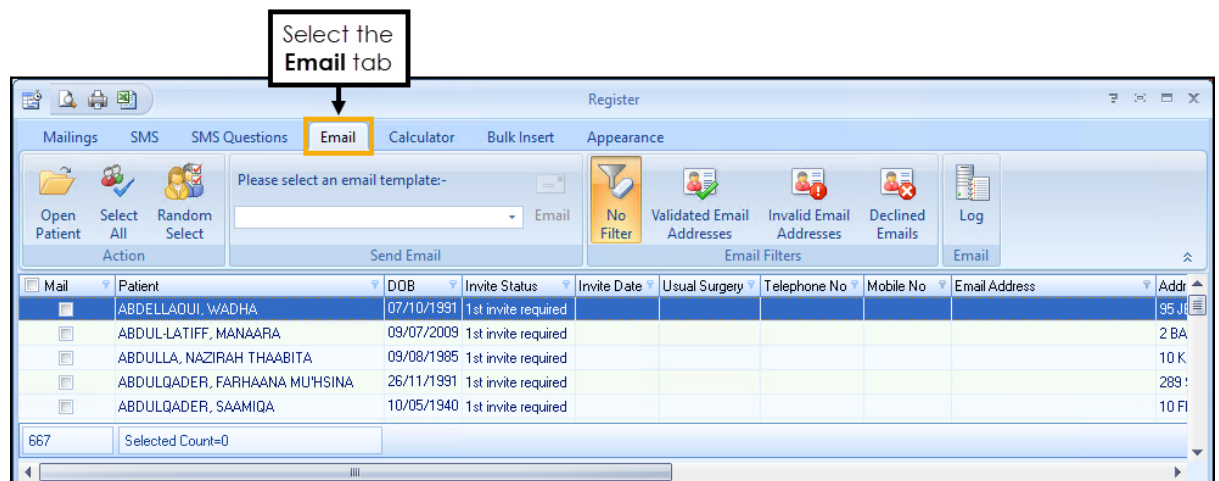 Select the
Email tab
Register
Mailings SMS SMS Questions Email Calculator Bulk Insert Appearance
Please select an email template:-
Open Patient Select All Random Select Email No Filter Validated Email Addresses Invalid Email Addresses Declined Emails Log
Action Send Email Email Filters Email
Mail Patient DOB Invite Status Invite Date Usual Surgery Telephone No Mobile No Email Address Addr
ABDELLAOUI, WADHA 07/10/1991 1st invite required 95 JE
ABDUL-LATIFF, MANAARA 09/07/2009 1st invite required 2 BA
ABDULLA, NAZIRAH THAABITA 09/08/1985 1st invite required 10 K
ABDULQADER, FARHAANA MU'HSINA 26/11/1991 1st invite required 289
ABDULQADER, SAAMIQA 10/05/1940 1st invite required 10 FI
667 Selected Count=0